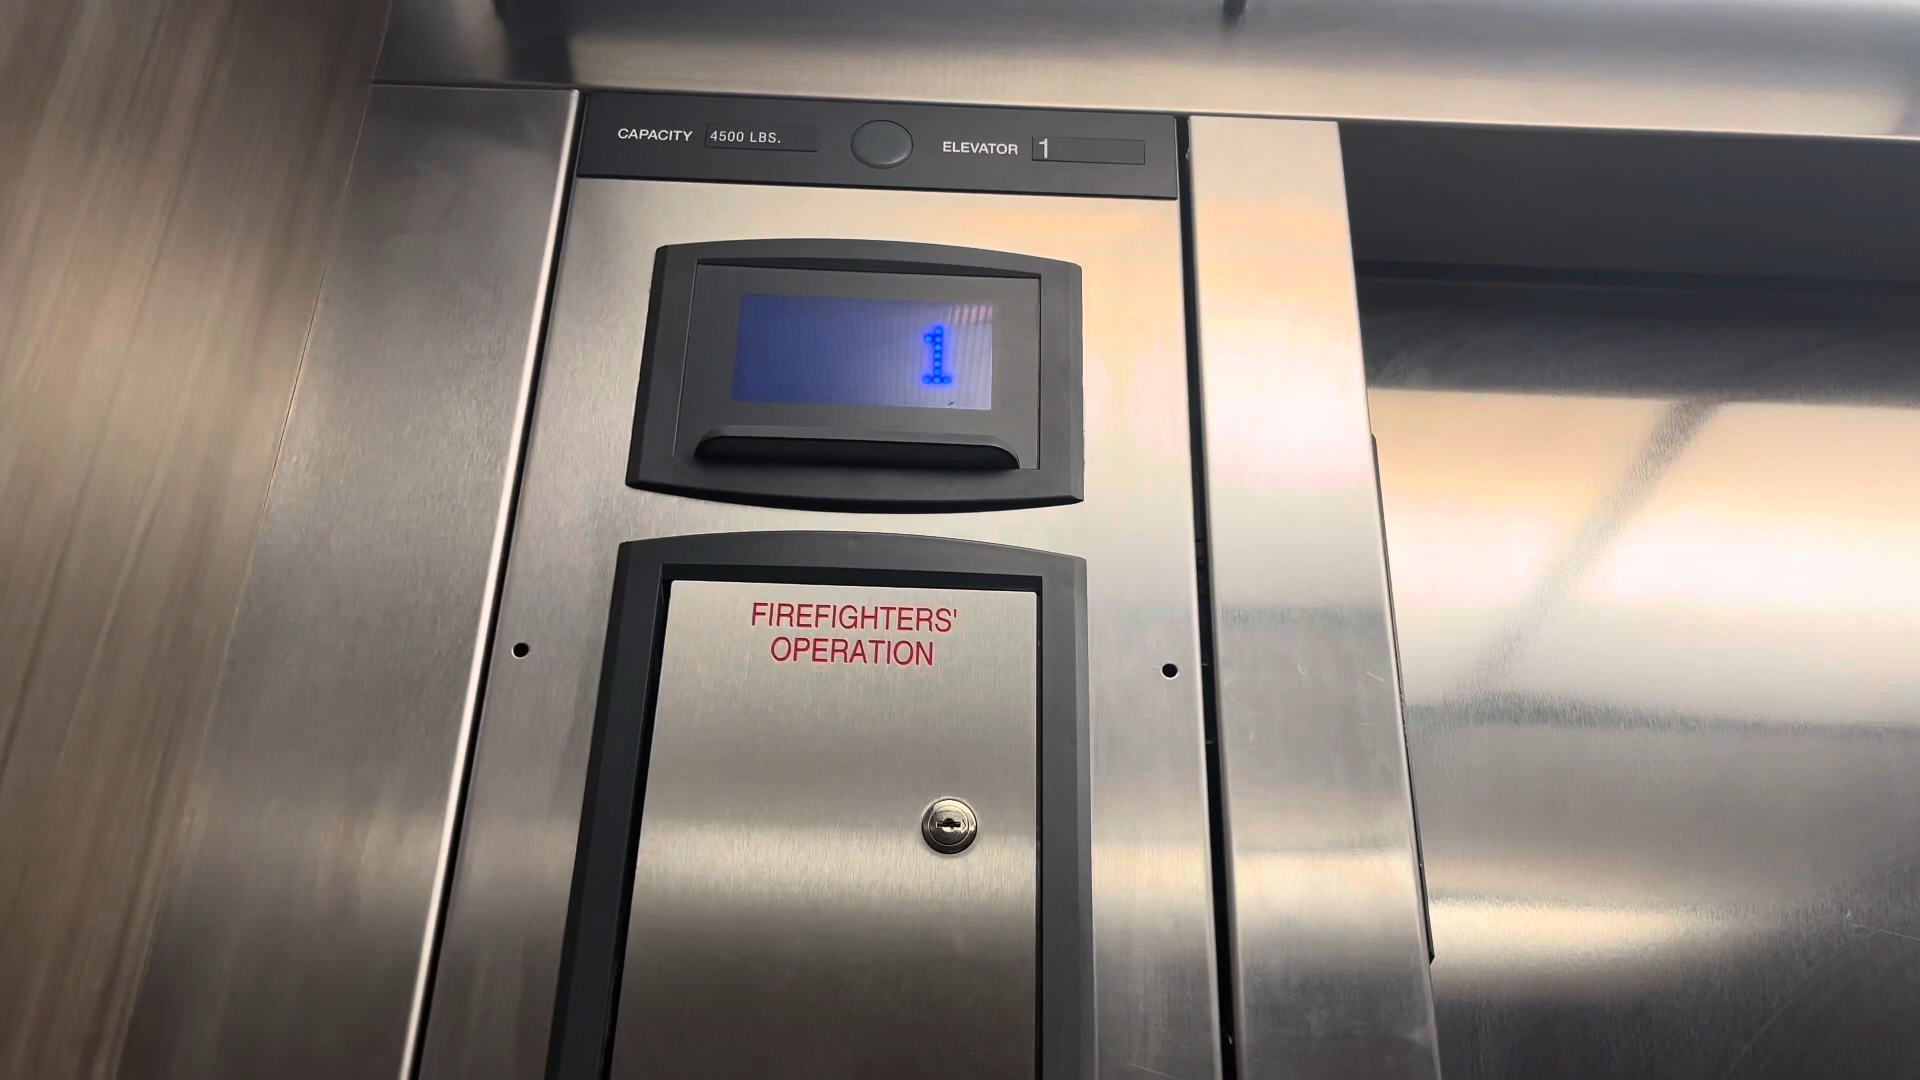 CAPACITY 4500 LBS. ELEVATOR 1
1
FIREFIGHTERS'
OPERATION